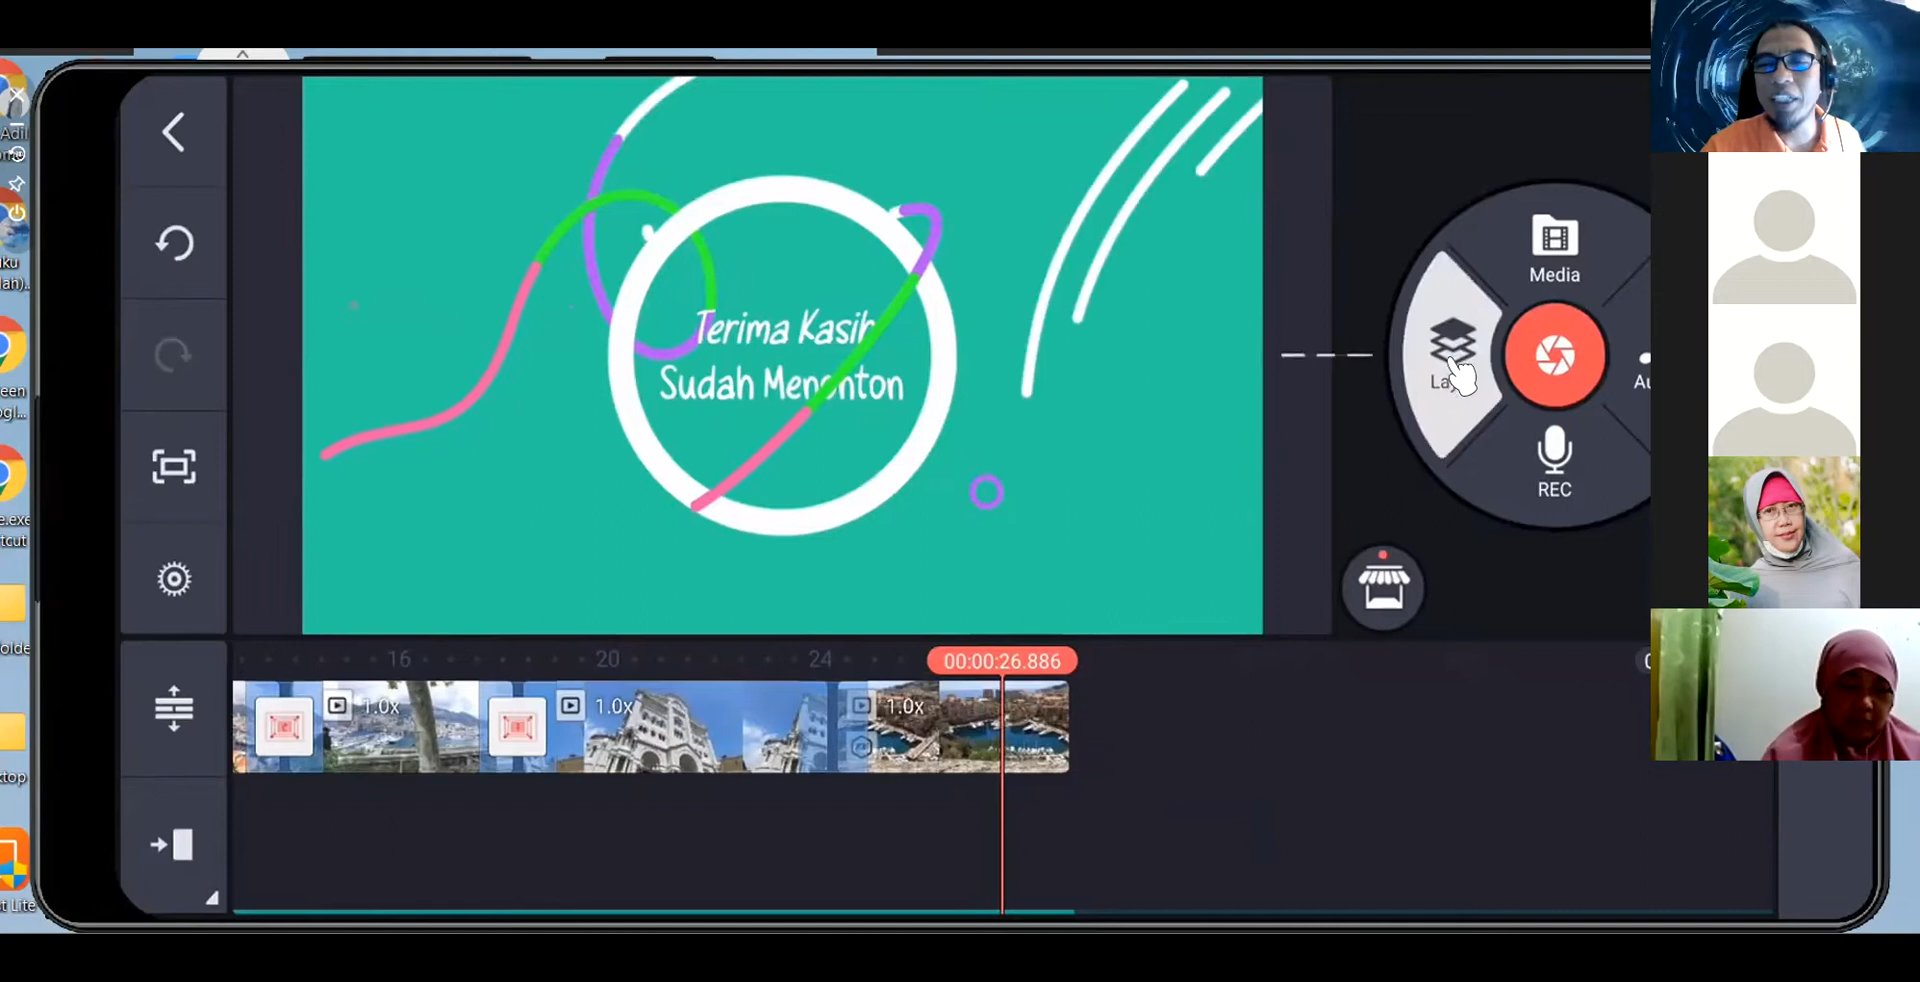 Adil
Media
Terima Kasih
Sudah Menonton
REC
16
20
24
00:00:26.886
1.0x
1.0x
1.0x